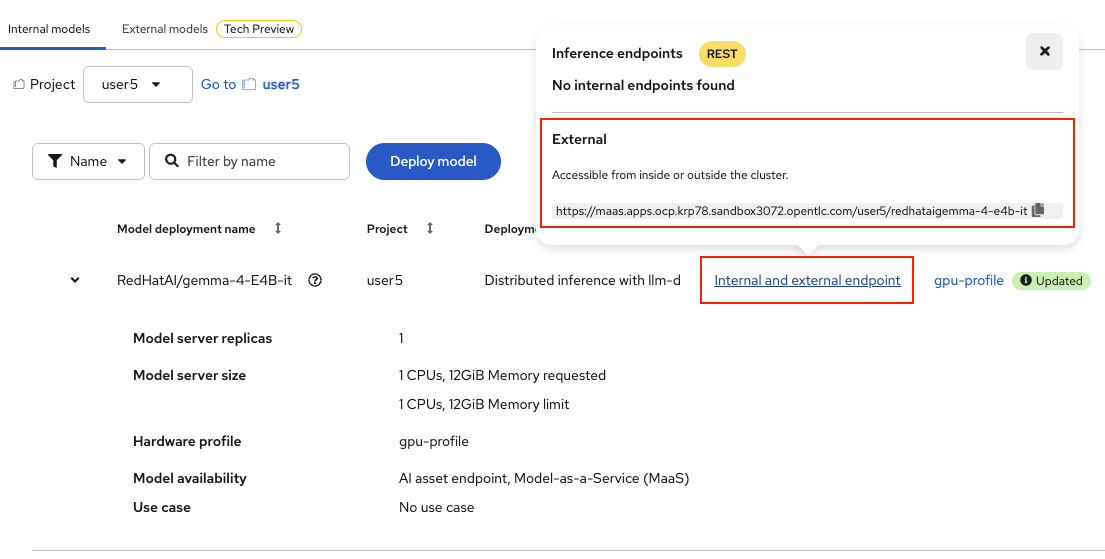 Internal models
External models
Tech Preview
Project
user5
Go to user5
Name
Filter by name
Deploy model
Inference endpoints
REST
No internal endpoints found
External
Accessible from inside or outside the cluster.
https://maas.apps.ocp.krp78.sandbox3072.opentlc.com/user5/redhataigemma-4-e4b-it
Model deployment name
Project
Deploym
RedHatAI/gemma-4-E4B-it
user5
Distributed inference with llm-d
Internal and external endpoint
gpu-profile
Updated
Model server replicas
1
Model server size
1 CPUs, 12GiB Memory requested
1 CPUs, 12GiB Memory limit
Hardware profile
gpu-profile
Model availability
AI asset endpoint, Model-as-a-Service (MaaS)
Use case
No use case